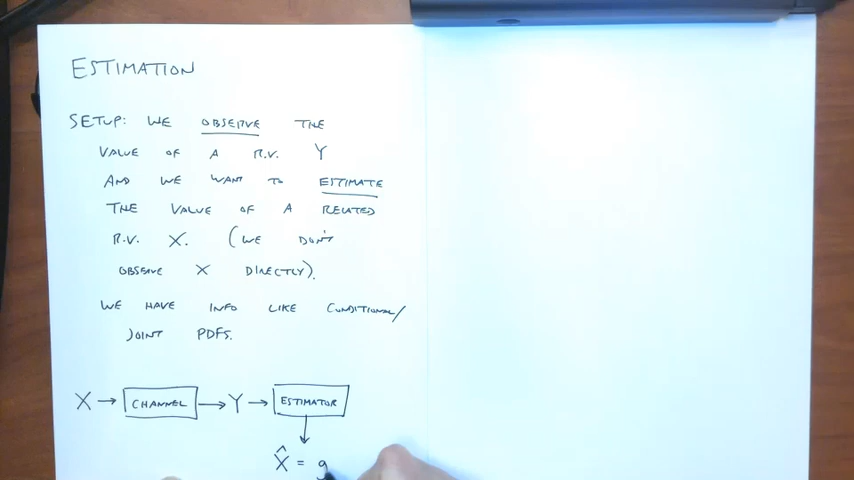 ESTIMATION
SETUP: WE OBSERVE THE
VALUE OF A R.V. Y
AND WE WANT TO ESTIMATE
THE VALUE OF A RELATED
R.V. X. (WE DON'T
OBSERVE X DIRECTLY).
WE HAVE INFO LIKE CONDITIONAL/
JOINT PDFS.
X → CHANNEL → Y → ESTIMATOR
X̂ = g